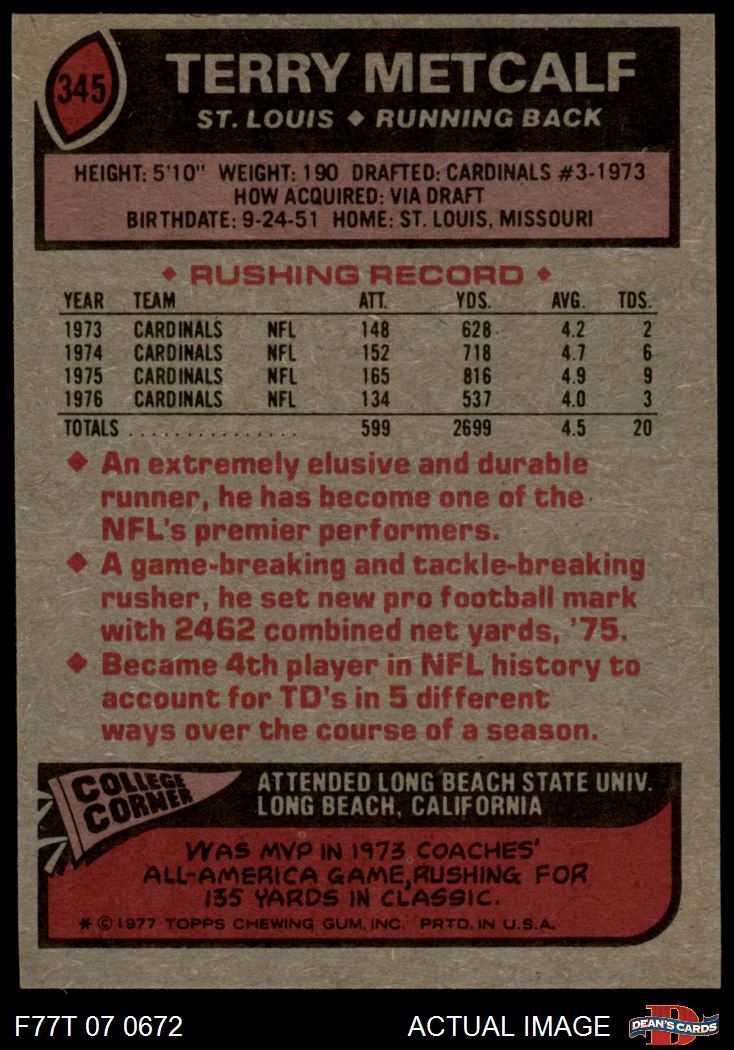 345
TERRY METCALF
ST. LOUIS ◆ RUNNING BACK
HEIGHT: 5'10" WEIGHT: 190 DRAFTED: CARDINALS #3-1973
HOW ACQUIRED: VIA DRAFT
BIRTHDATE: 9-24-51 HOME: ST. LOUIS, MISSOURI
◆ RUSHING RECORD ◆
YEAR TEAM ATT. YDS. AVG. TDS.
1973 CARDINALS NFL 148 628 4.2 2
1974 CARDINALS NFL 152 718 4.7 6
1975 CARDINALS NFL 165 816 4.9 9
1976 CARDINALS NFL 134 537 4.0 3
TOTALS ................ 599 2699 4.5 20
◆ An extremely elusive and durable
runner, he has become one of the
NFL's premier performers.
◆ A game-breaking and tackle-breaking
rusher, he set new pro football mark
with 2462 combined net yards, '75.
◆ Became 4th player in NFL history to
account for TD's in 5 different
ways over the course of a season.
COLLEGE
CORNER
ATTENDED LONG BEACH STATE UNIV.
LONG BEACH, CALIFORNIA
WAS MVP IN 1973 COACHES'
ALL-AMERICA GAME, RUSHING FOR
135 YARDS IN CLASSIC.
* © 1977 TOPPS CHEWING GUM, INC. PRTD. IN U.S.A.
F77T 07 0672 ACTUAL IMAGE
D
DEAN'S CARDS